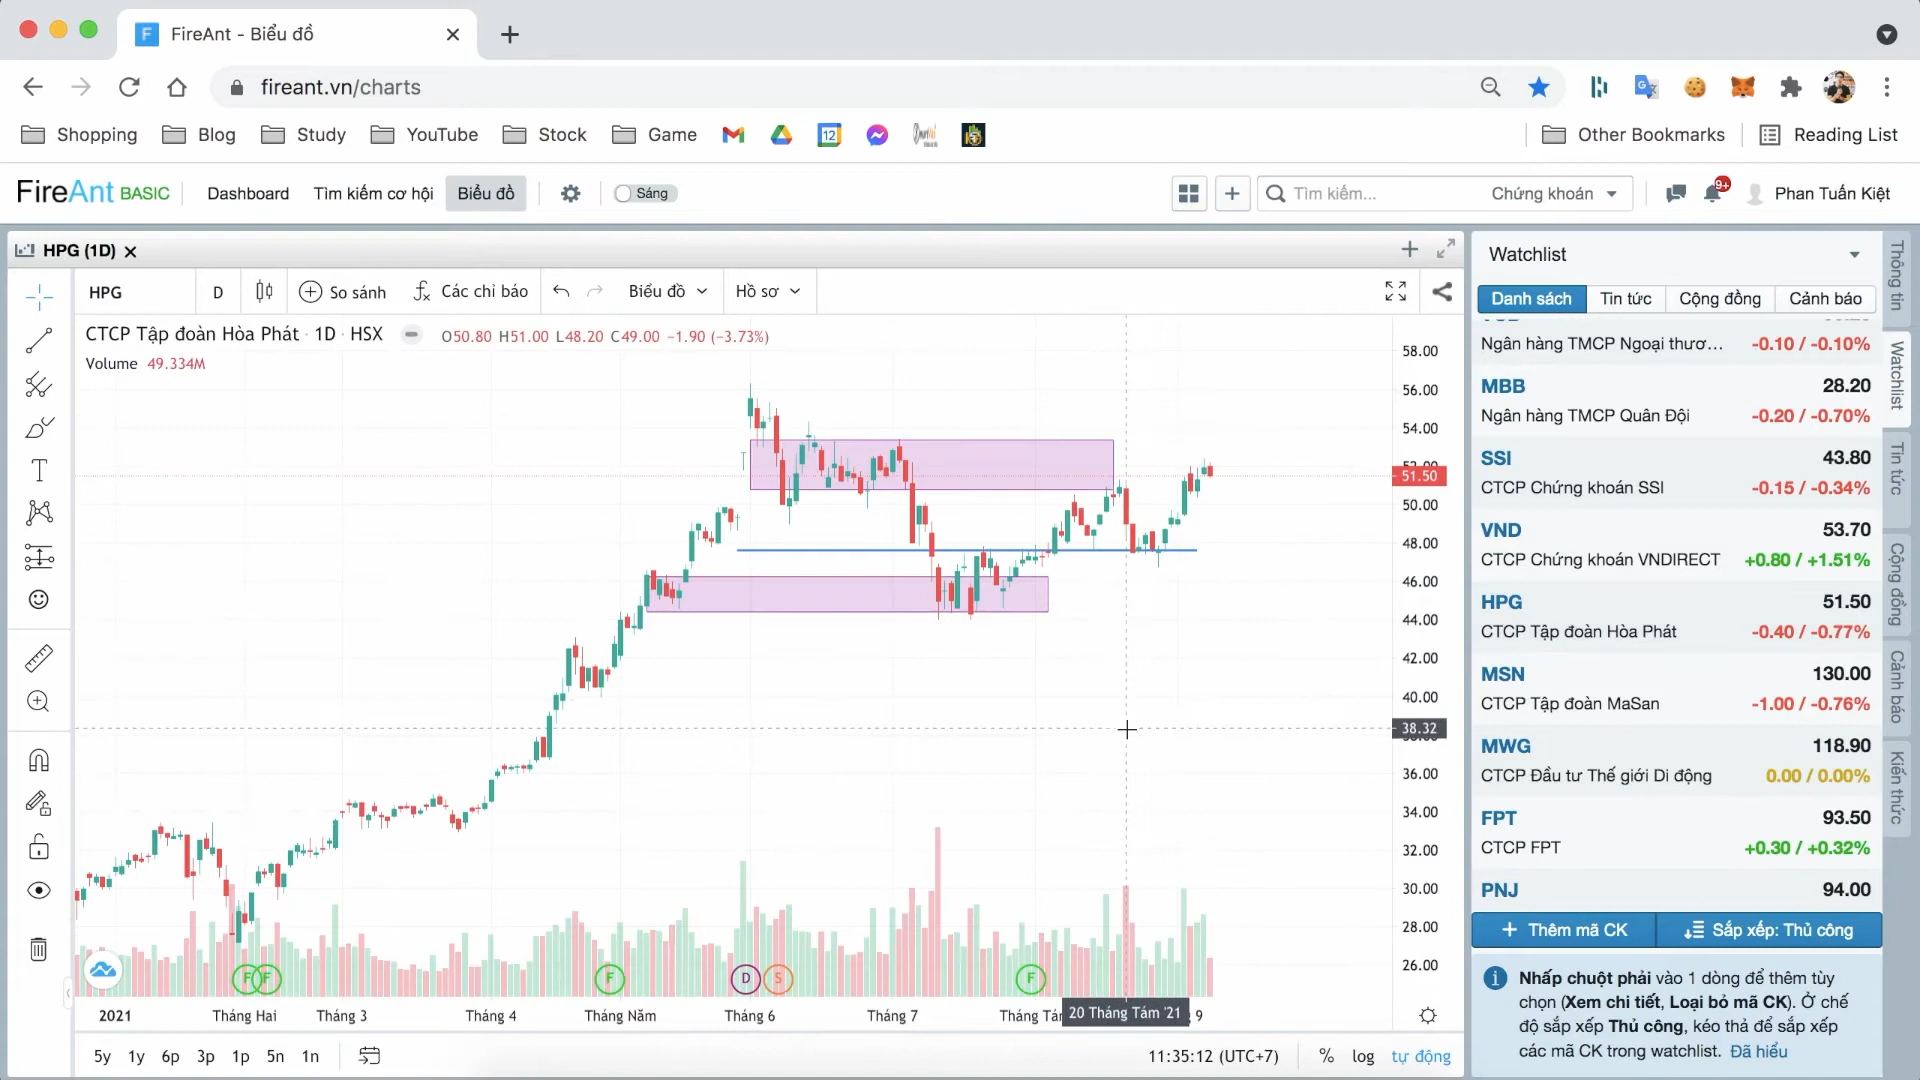 FireAnt - Biểu đồ
fireant.vn/charts
Shopping Blog Study YouTube Stock Game 12 Other Bookmarks Reading List
FireAnt BASIC Dashboard Tìm kiếm cơ hội Biểu đồ Sáng Tìm kiếm... Chứng khoán 9+ Phan Tuấn Kiệt
HPG (1D)
HPG D So sánh Các chỉ báo Biểu đồ Hồ sơ
CTCP Tập đoàn Hòa Phát · 1D · HSX O50.80 H51.00 L48.20 C49.00 −1.90 (−3.73%)
Volume 49.334M
58.00
56.00
54.00
52.00
51.50
50.00
48.00
46.00
44.00
42.00
40.00
38.32
36.00
34.00
32.00
30.00
28.00
26.00
F F F D S F
2021 Tháng Hai Tháng 3 Tháng 4 Tháng Năm Tháng 6 Tháng 7 20 Tháng Tám '21 9
5y 1y 6p 3p 1p 5n 1n 11:35:12 (UTC+7) % log tự động
Watchlist
Danh sách Tin tức Cộng đồng Cảnh báo
Ngân hàng TMCP Ngoại thươ... -0.10 / -0.10%
MBB 28.20
Ngân hàng TMCP Quân Đội -0.20 / -0.70%
SSI 43.80
CTCP Chứng khoán SSI -0.15 / -0.34%
VND 53.70
CTCP Chứng khoán VNDIRECT +0.80 / +1.51%
HPG 51.50
CTCP Tập đoàn Hòa Phát -0.40 / -0.77%
MSN 130.00
CTCP Tập đoàn MaSan -1.00 / -0.76%
MWG 118.90
CTCP Đầu tư Thế giới Di động 0.00 / 0.00%
FPT 93.50
CTCP FPT +0.30 / +0.32%
PNJ 94.00
Thêm mã CK Sắp xếp: Thủ công
Nhấp chuột phải vào 1 dòng để thêm tùy
chọn (Xem chi tiết, Loại bỏ mã CK). Ở chế
độ sắp xếp Thủ công, kéo thả để sắp xếp
các mã CK trong watchlist. Đã hiểu
Thông tin
Watchlist
Tin tức
Cộng đồng
Cảnh báo
Kiến thức